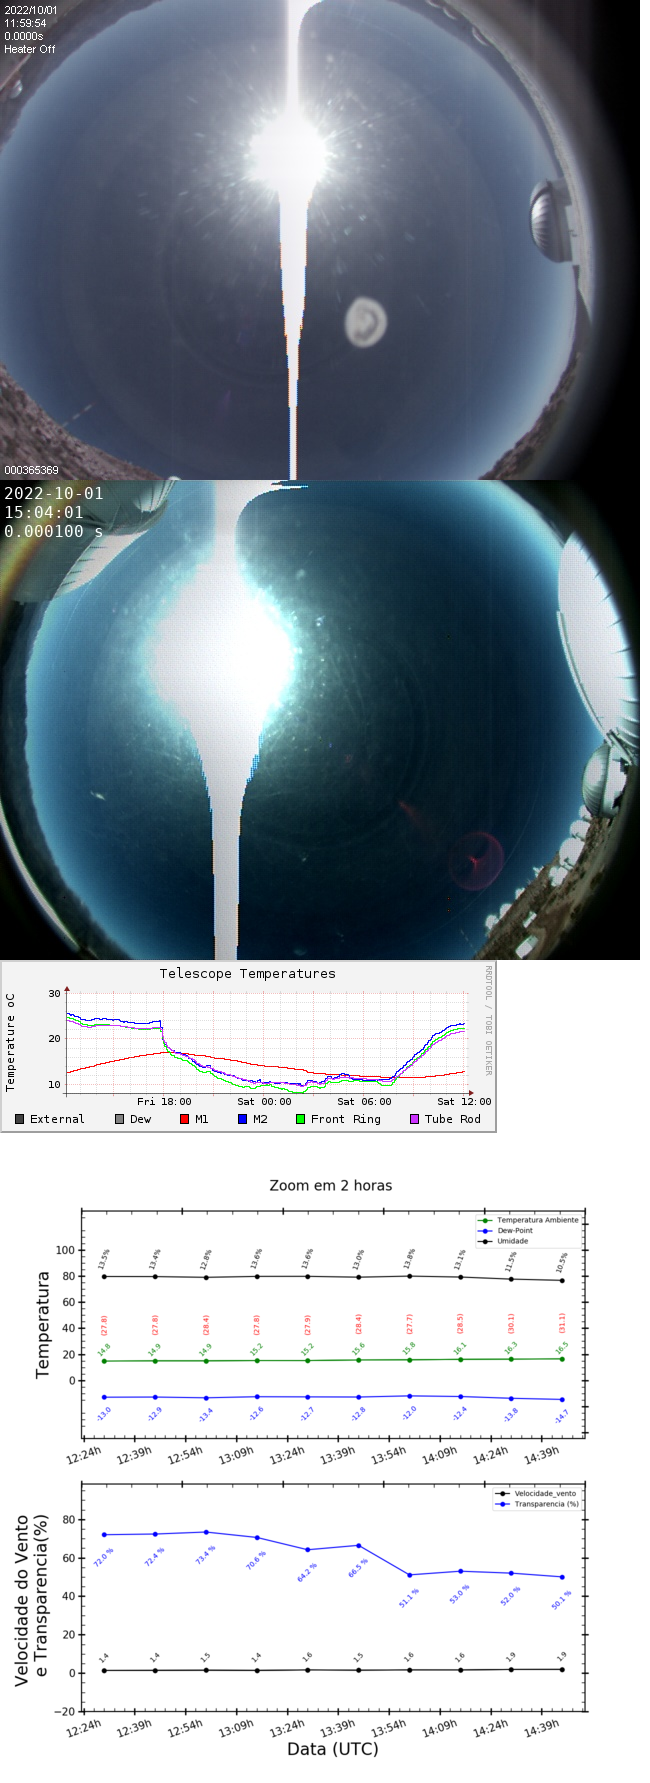 2022/10/01
11:59:54
0.0000s
Heater Off
000365369
2022-10-01
15:04:01
0.000100 s
Telescope Temperatures
RRDTOOL / TOBI OETIKER
Temperature oC
30
20
10
Fri 18:00 Sat 00:00 Sat 06:00 Sat 12:00
External Dew M1 M2 Front Ring Tube Rod
Zoom em 2 horas
Temperatura Ambiente
Dew-Point
Umidade
Temperatura
100
80
60
40
20
0
13.5% 13.4% 12.8% 13.6% 13.6% 13.0% 13.8% 13.1% 11.5% 10.5%
(27.8) (27.8) (28.4) (27.8) (27.9) (28.4) (27.7) (28.5) (30.1) (31.1)
14.8 14.9 14.9 15.2 15.2 15.6 15.8 16.1 16.3 16.5
-13.0 -12.9 -13.4 -12.6 -12.7 -12.8 -12.0 -12.4 -13.8 -14.7
12:24h 12:39h 12:54h 13:09h 13:24h 13:39h 13:54h 14:09h 14:24h 14:39h
Velocidade_vento
Transparencia (%)
Velocidade do Vento
e Transparencia(%)
80
60
40
20
0
−20
72.0 % 72.4 % 73.4 % 70.6 % 64.2 % 66.5 % 51.1 % 53.0 % 52.0 % 50.1 %
1.4 1.4 1.5 1.4 1.6 1.5 1.6 1.6 1.9 1.9
12:24h 12:39h 12:54h 13:09h 13:24h 13:39h 13:54h 14:09h 14:24h 14:39h
Data (UTC)